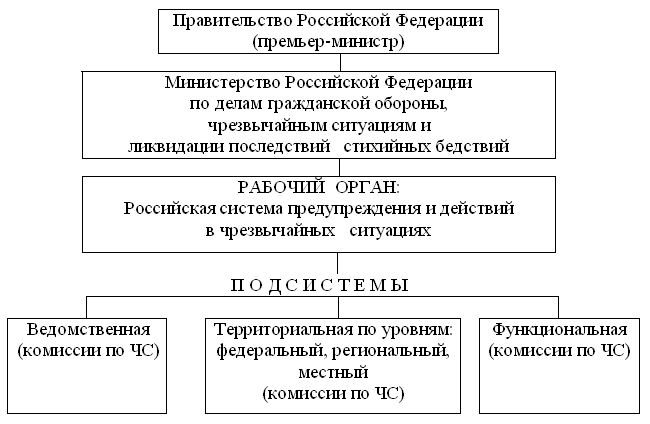 Правительство Российской Федерации
(премьер-министр)
Министерство Российской Федерации
по делам гражданской обороны,
чрезвычайным ситуациям и
ликвидации последствий стихийных бедствий
РАБОЧИЙ ОРГАН:
Российская система предупреждения и действий
в чрезвычайных ситуациях
П О Д С И С Т Е М Ы
Ведомственная
(комиссии по ЧС)
Территориальная по уровням:
федеральный, региональный,
местный
(комиссии по ЧС)
Функциональная
(комиссии по ЧС)